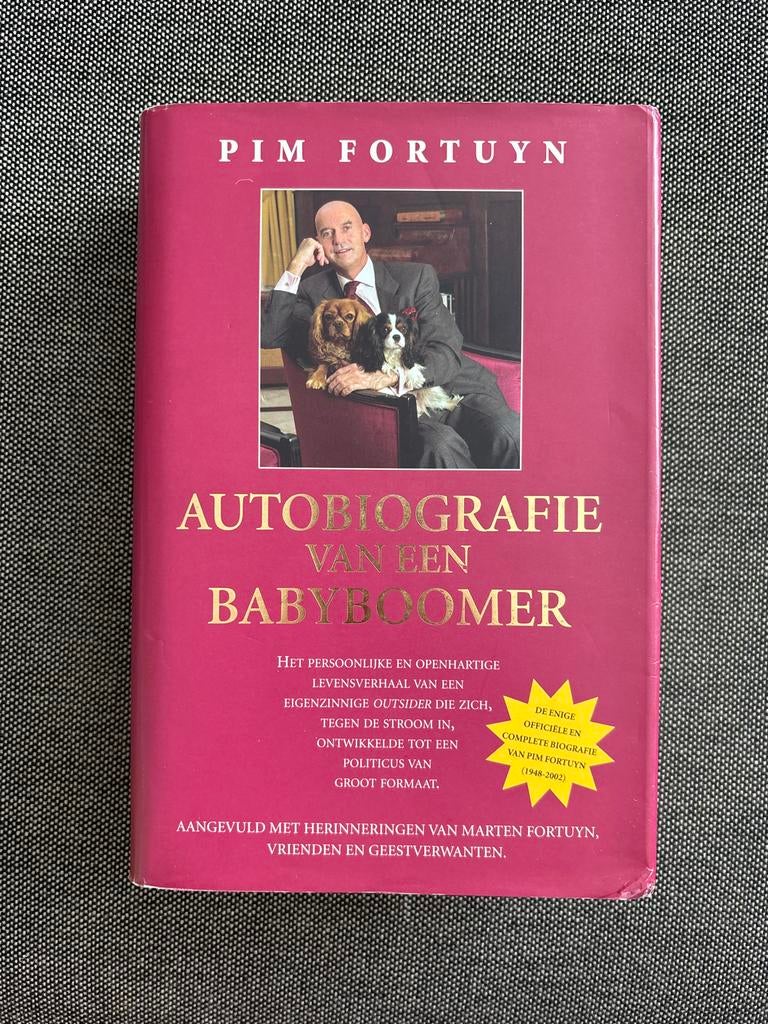 PIM FORTUYN
AUTOBIOGRAFIE
VAN EEN
BABYBOOMER
HET PERSOONLIJKE EN OPENHARTIGE
LEVENSVERHAAL VAN EEN
EIGENZINNIGE OUTSIDER DIE ZICH,
TEGEN DE STROOM IN,
ONTWIKKELDE TOT EEN
POLITICUS VAN
GROOT FORMAAT.
DE ENIGE
OFFICIËLE EN
COMPLETE BIOGRAFIE
VAN PIM FORTUYN
(1948-2002)
AANGEVULD MET HERINNERINGEN VAN MARTEN FORTUYN,
VRIENDEN EN GEESTVERWANTEN.